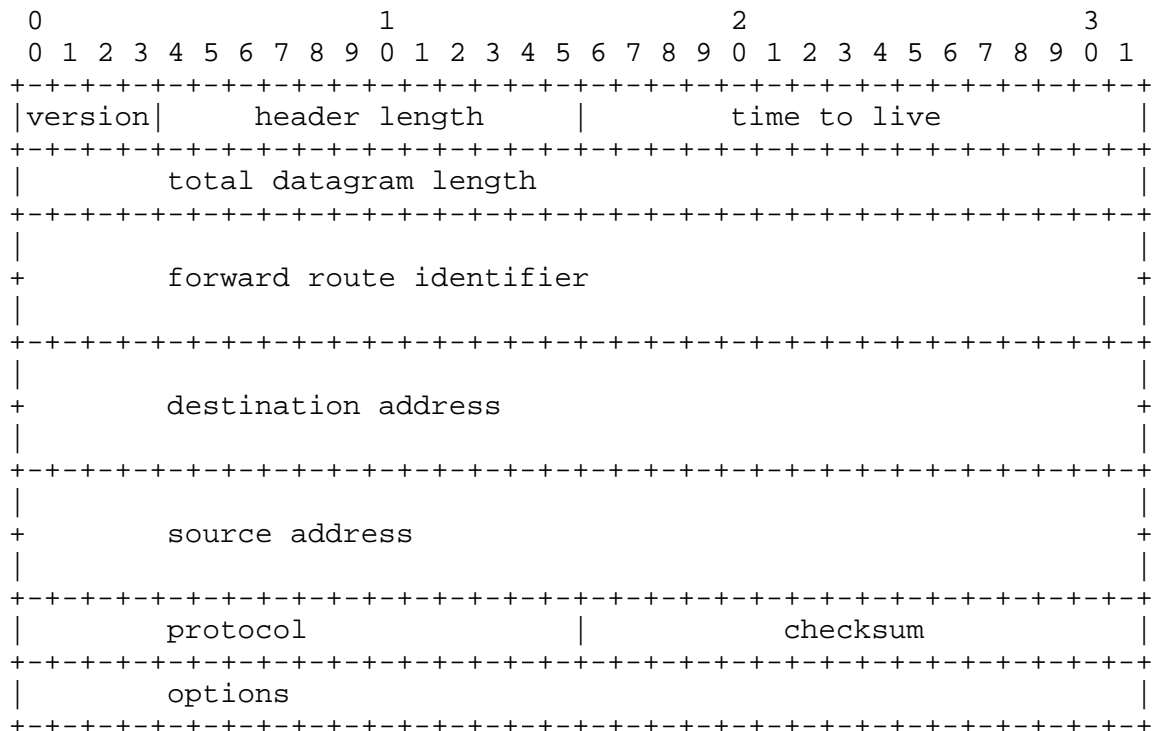 0                   1                   2                   3
 0 1 2 3 4 5 6 7 8 9 0 1 2 3 4 5 6 7 8 9 0 1 2 3 4 5 6 7 8 9 0 1
+-+-+-+-+-+-+-+-+-+-+-+-+-+-+-+-+-+-+-+-+-+-+-+-+-+-+-+-+-+-+-+-+
|version|     header length     |        time to live           |
+-+-+-+-+-+-+-+-+-+-+-+-+-+-+-+-+-+-+-+-+-+-+-+-+-+-+-+-+-+-+-+-+
|        total datagram length                                  |
+-+-+-+-+-+-+-+-+-+-+-+-+-+-+-+-+-+-+-+-+-+-+-+-+-+-+-+-+-+-+-+-+
|                                                               |
+        forward route identifier                               +
|                                                               |
+-+-+-+-+-+-+-+-+-+-+-+-+-+-+-+-+-+-+-+-+-+-+-+-+-+-+-+-+-+-+-+-+
|                                                               |
+        destination address                                    +
|                                                               |
+-+-+-+-+-+-+-+-+-+-+-+-+-+-+-+-+-+-+-+-+-+-+-+-+-+-+-+-+-+-+-+-+
|                                                               |
+        source address                                         +
|                                                               |
+-+-+-+-+-+-+-+-+-+-+-+-+-+-+-+-+-+-+-+-+-+-+-+-+-+-+-+-+-+-+-+-+
|        protocol               |           checksum            |
+-+-+-+-+-+-+-+-+-+-+-+-+-+-+-+-+-+-+-+-+-+-+-+-+-+-+-+-+-+-+-+-+
|        options                                                |
+-+-+-+-+-+-+-+-+-+-+-+-+-+-+-+-+-+-+-+-+-+-+-+-+-+-+-+-+-+-+-+-+